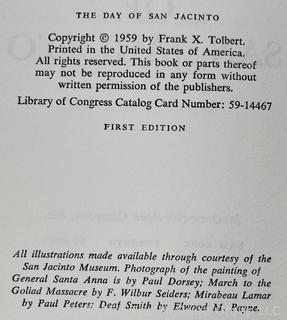 THE DAY OF SAN JACINTO
Copyright © 1959 by Frank X. Tolbert.
Printed in the United States of America.
All rights reserved. This book or parts thereof
may not be reproduced in any form without
written permission of the publishers.
Library of Congress Catalog Card Number: 59-14467
FIRST EDITION
All illustrations made available through courtesy of the
San Jacinto Museum. Photograph of the painting of
General Santa Anna is by Paul Dorsey; March to the
Goliad Massacre by F. Wilbur Seiders; Mirabeau Lamar
by Paul Peters; Deaf Smith by Elwood M. Payne.